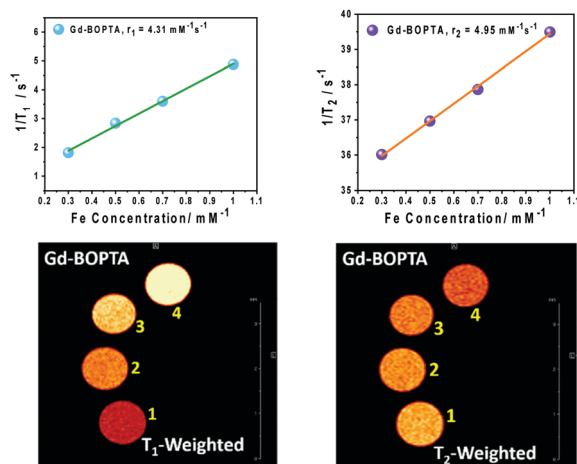 Gd-BOPTA, r₁ = 4.31 mM⁻¹s⁻¹
1/T₁ / s⁻¹
6
5
4
3
2
1
0.2 0.3 0.4 0.5 0.6 0.7 0.8 0.9 1 1.1
Fe Concentration/ mM⁻¹
Gd-BOPTA, r₂ = 4.95 mM⁻¹s⁻¹
1/T₂ / s⁻¹
40
39
38
37
36
35
0.2 0.3 0.4 0.5 0.6 0.7 0.8 0.9 1 1.1
Fe Concentration/ mM⁻¹
Gd-BOPTA
4
3
2
1
T₁-Weighted
Gd-BOPTA
4
3
2
1
T₂-Weighted